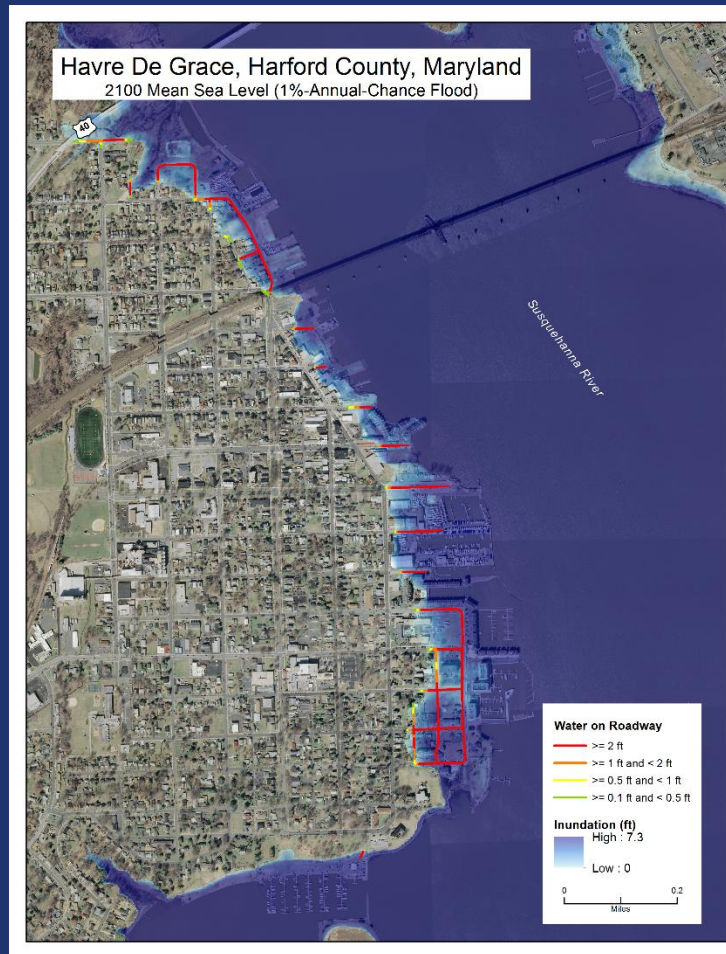 Havre De Grace, Harford County, Maryland
2100 Mean Sea Level (1%-Annual-Chance Flood)
40
Susquehanna River
Water on Roadway
>= 2 ft
>= 1 ft and < 2 ft
>= 0.5 ft and < 1 ft
>= 0.1 ft and < 0.5 ft
Inundation (ft)
High : 7.3
Low : 0
0 0.2
Miles